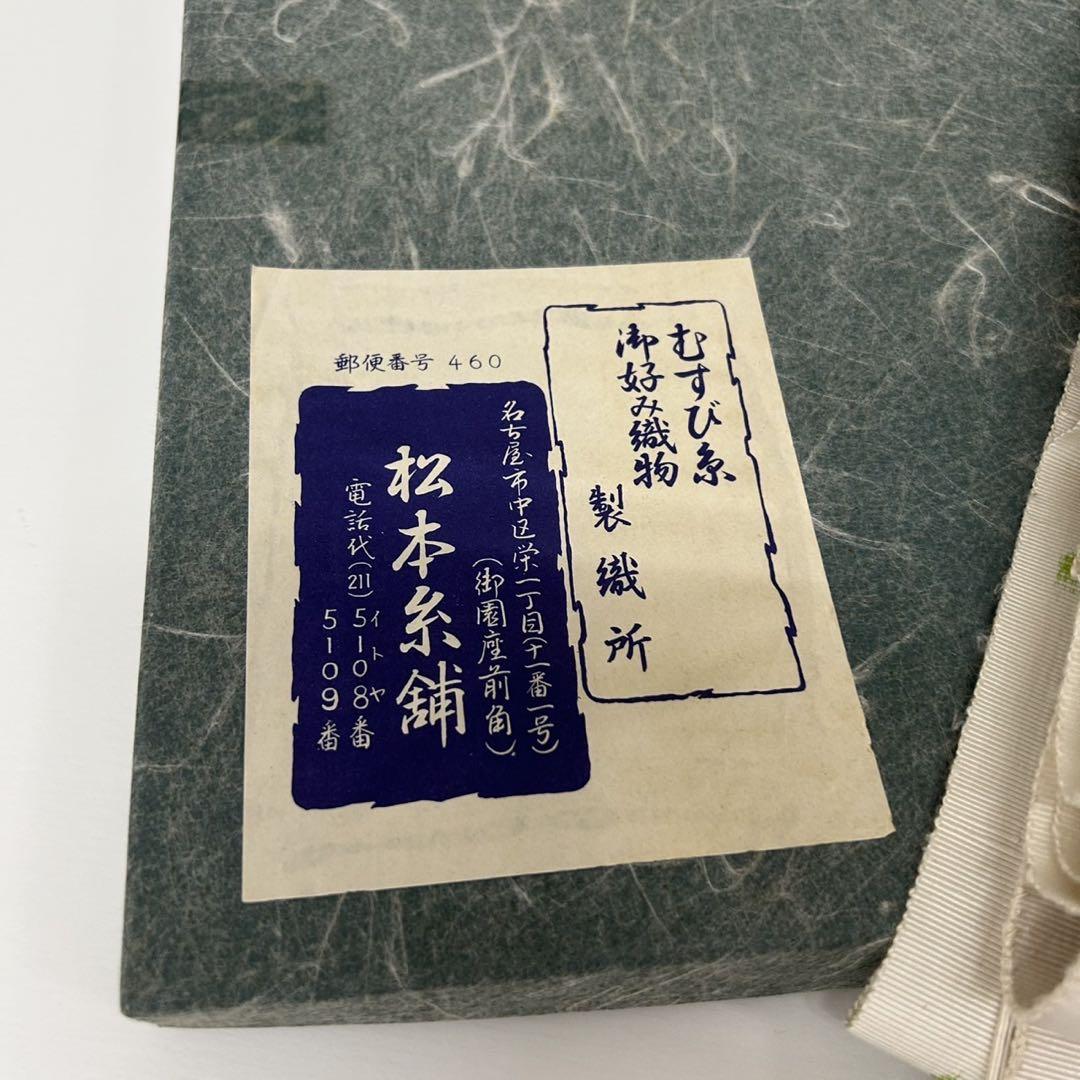 むすび糸
御好み織物
製織所
郵便番号 460
名古屋市中区栄一丁目(十一番一号)
(御園座前角)
松本糸舗
イトヤ
電話代(211)5108番
5109番